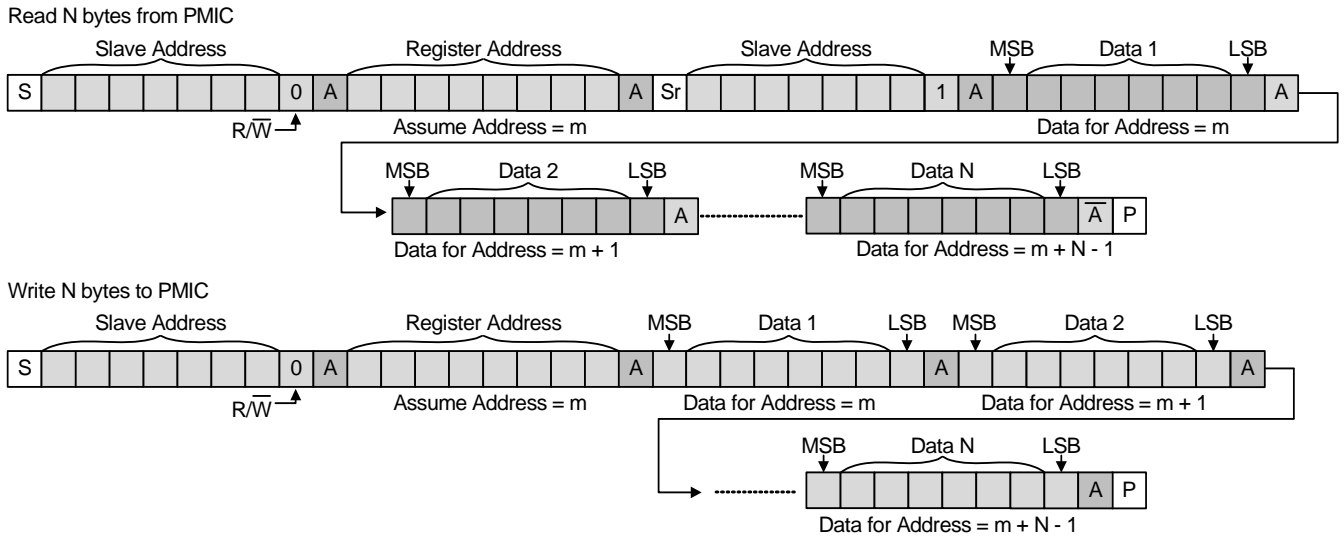 Read N bytes from PMIC
Slave Address Register Address Slave Address MSB Data 1 LSB
S 0 A A Sr 1 A A
R/W̅ Assume Address = m Data for Address = m
MSB Data 2 LSB MSB Data N LSB
A A̅ P
Data for Address = m + 1 Data for Address = m + N - 1
Write N bytes to PMIC
Slave Address Register Address MSB Data 1 LSB MSB Data 2 LSB
S 0 A A A A
R/W̅ Assume Address = m Data for Address = m Data for Address = m + 1
MSB Data N LSB
A P
Data for Address = m + N - 1